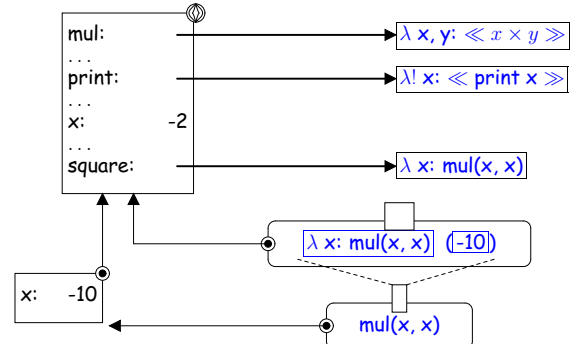 mul:
λ x, y: ≪ x × y ≫
. . .
print:
λ! x: ≪ print x ≫
. . .
x: -2
. . .
square:
λ x: mul(x, x)
λ x: mul(x, x) (-10)
x: -10
mul(x, x)